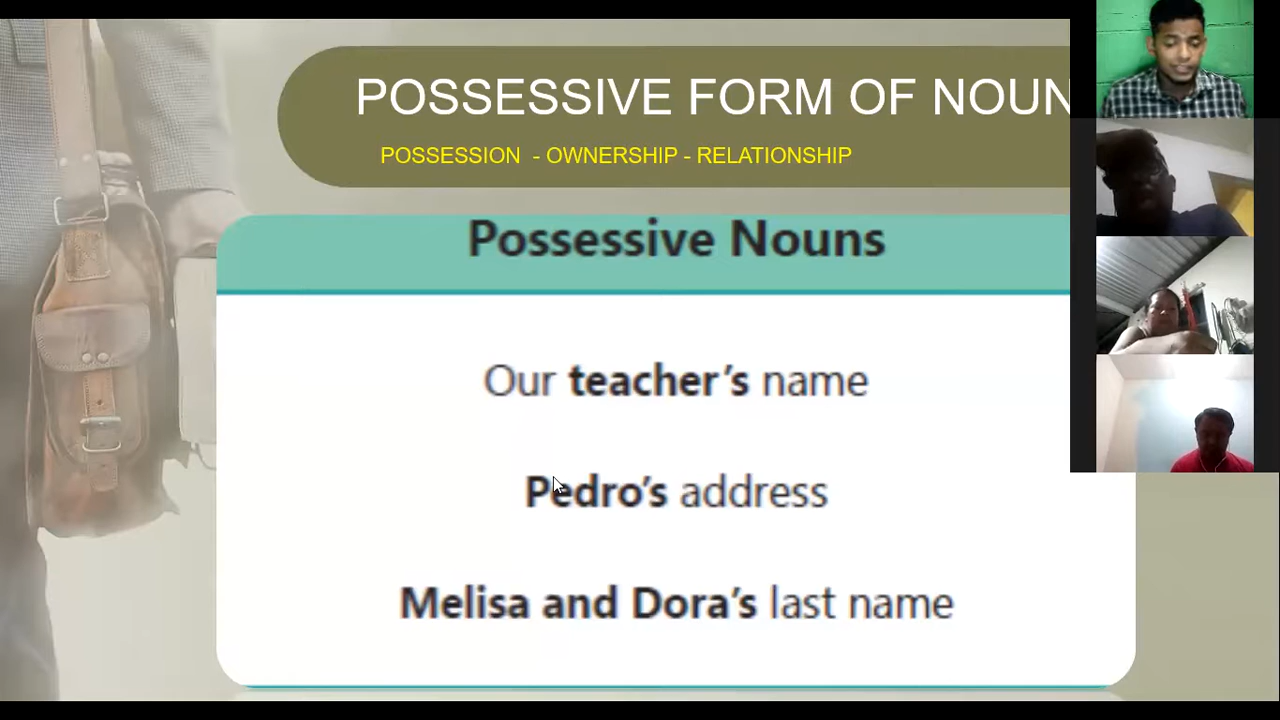 POSSESSIVE FORM OF NOUN
POSSESSION - OWNERSHIP - RELATIONSHIP
Possessive Nouns
Our teacher's name
Pedro's address
Melisa and Dora's last name